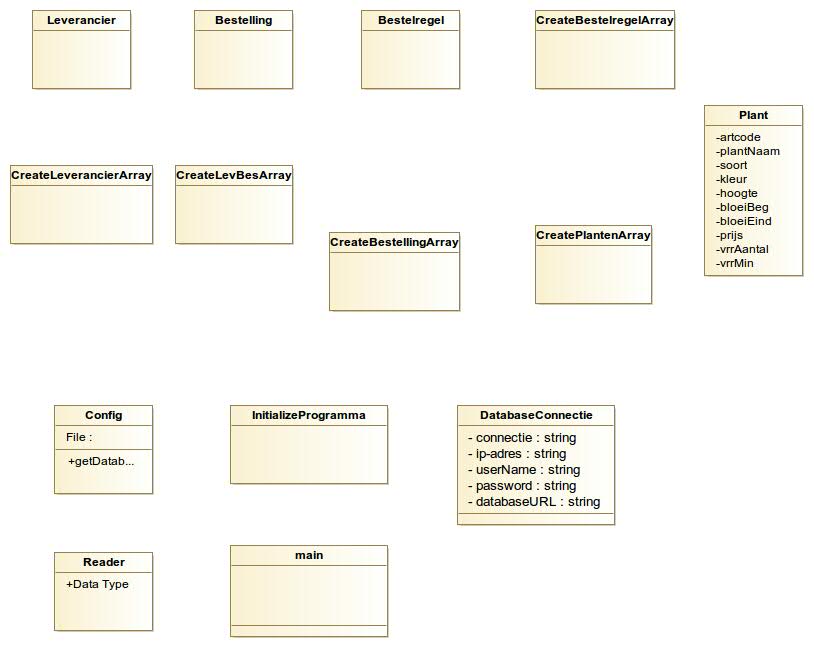 Leverancier
Bestelling
Bestelregel
CreateBestelregelArray
Plant
-artcode
-plantNaam
-soort
-kleur
-hoogte
-bloeiBeg
-bloeiEind
-prijs
-vrrAantal
-vrrMin
CreateLeverancierArray
CreateLevBesArray
CreateBestellingArray
CreatePlantenArray
Config
File :
+getDatab...
InitializeProgramma
DatabaseConnectie
- connectie : string
- ip-adres : string
- userName : string
- password : string
- databaseURL : string
Reader
+Data Type
main